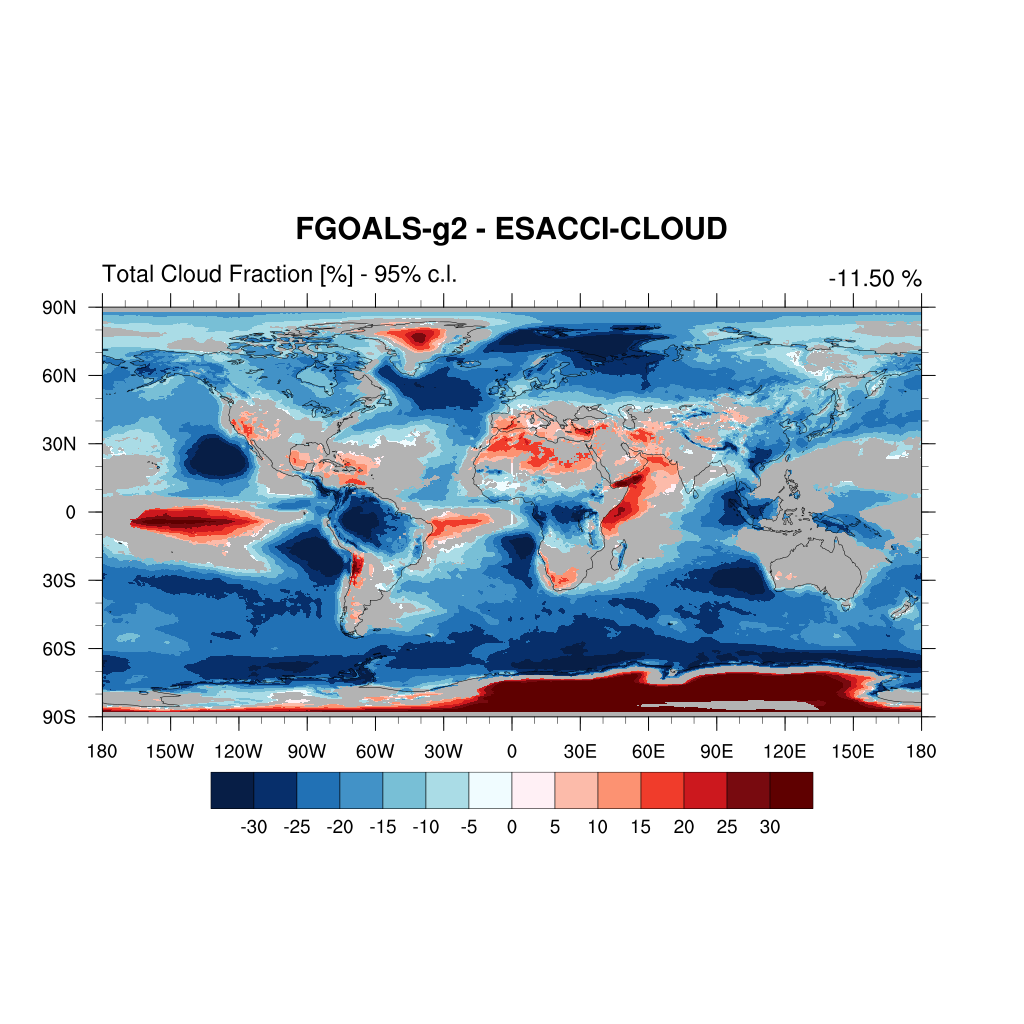 FGOALS-g2 - ESACCI-CLOUD
Total Cloud Fraction [%] - 95% c.l.
-11.50 %
90N
60N
30N
0
30S
60S
90S
180 150W 120W 90W 60W 30W 0 30E 60E 90E 120E 150E 180
-30 -25 -20 -15 -10 -5 0 5 10 15 20 25 30